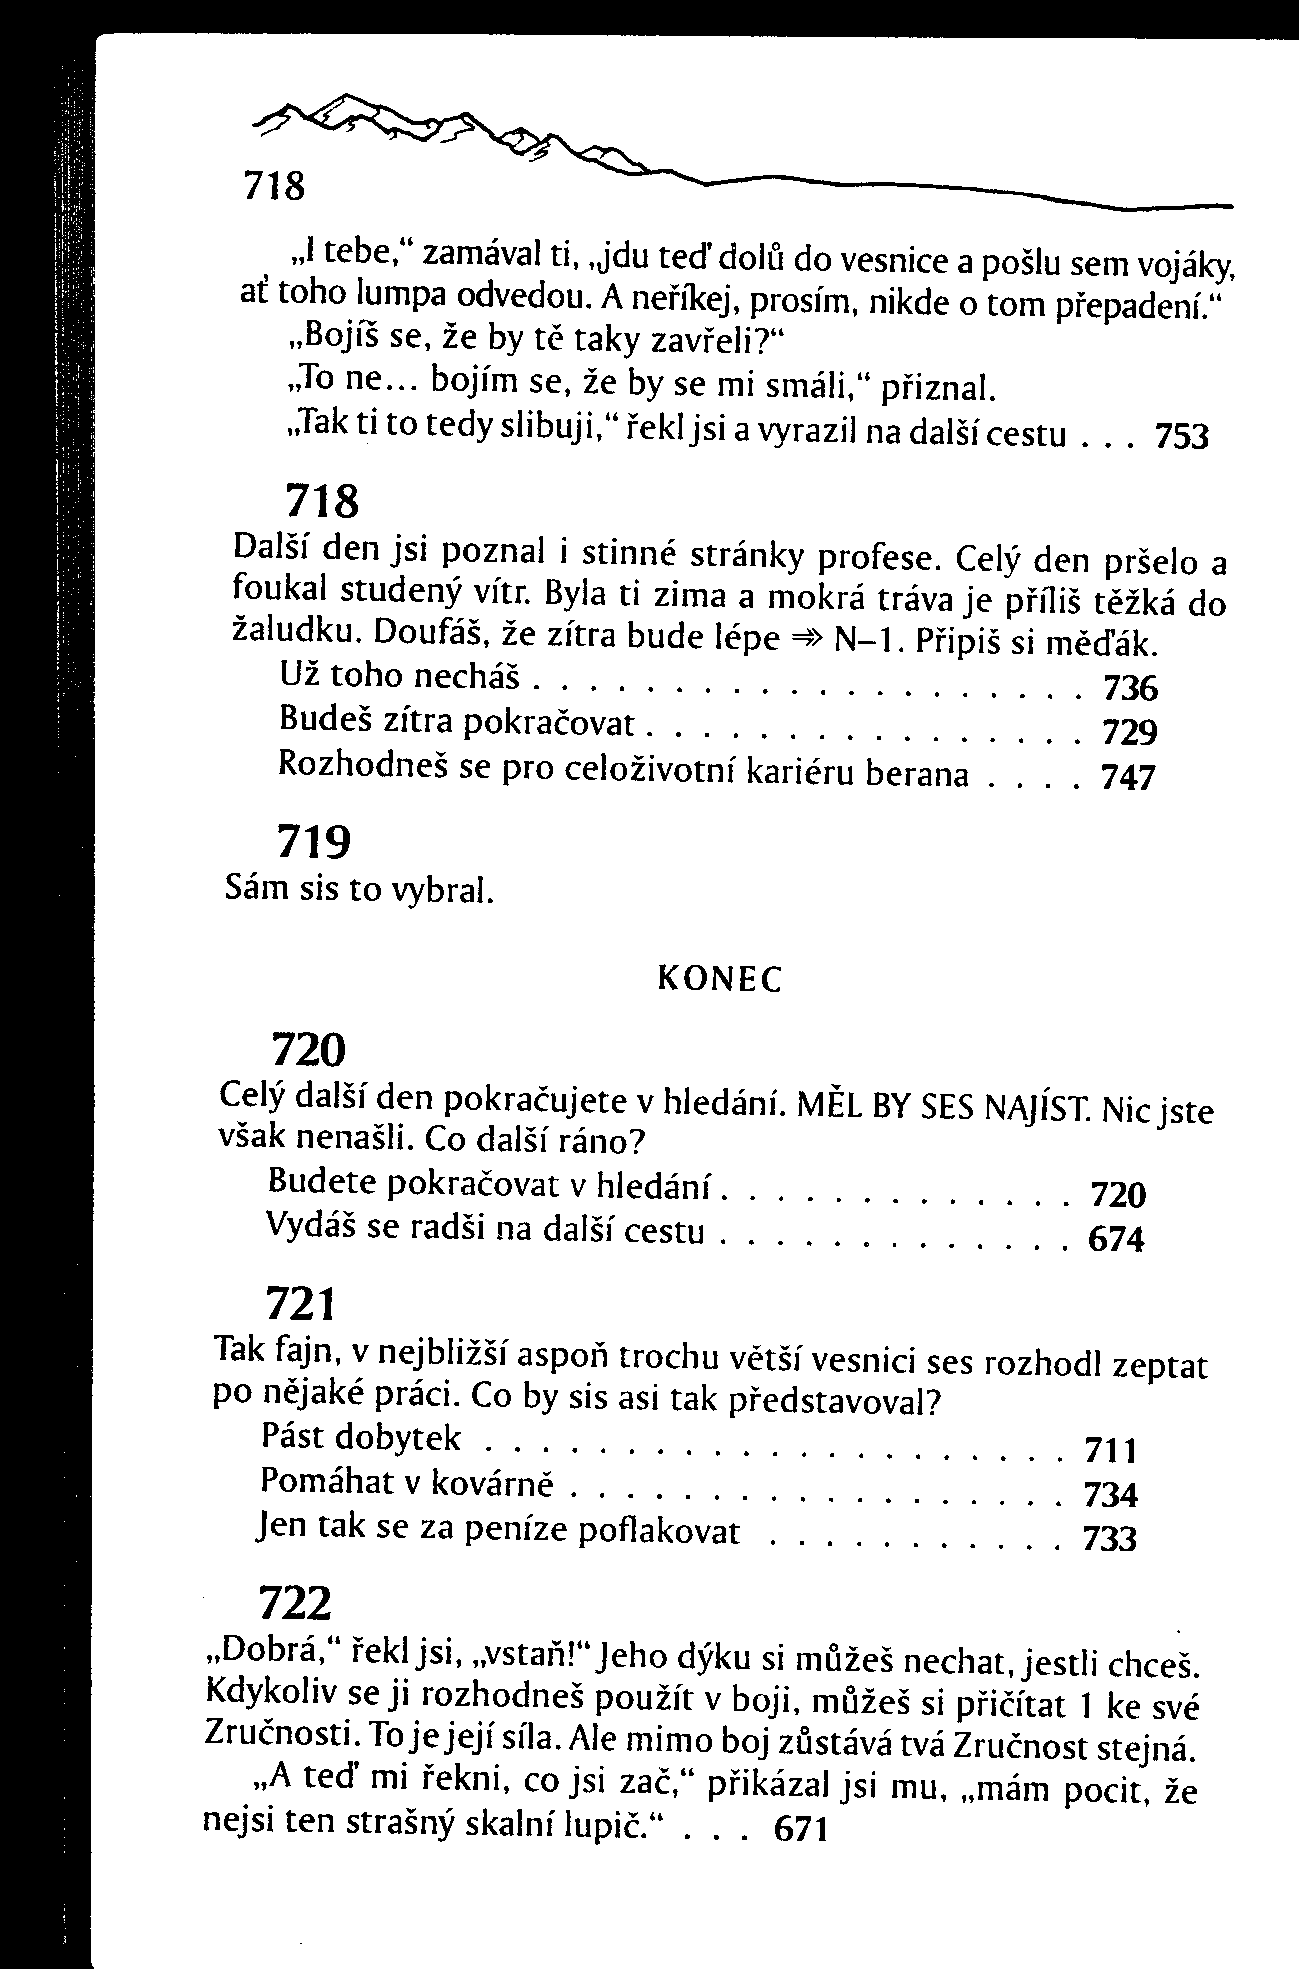 718
„I tebe,“ zamával ti, „jdu teď dolů do vesnice a pošlu sem vojáky,
ať toho lumpa odvedou. A neříkej, prosím, nikde o tom přepadení.“
„Bojíš se, že by tě taky zavřeli?“
„To ne... bojím se, že by se mi smáli,“ přiznal.
„Tak ti to tedy slibuji,“ řekl jsi a vyrazil na další cestu . . . 753
718
Další den jsi poznal i stinné stránky profese. Celý den pršelo a
foukal studený vítr. Byla ti zima a mokrá tráva je příliš těžká do
žaludku. Doufáš, že zítra bude lépe ⇒ N–1. Připiš si měďák.
Už toho necháš . . . . . . . . . . . . . . . . . . . . 736
Budeš zítra pokračovat . . . . . . . . . . . . . . . . 729
Rozhodneš se pro celoživotní kariéru berana . . . . 747
719
Sám sis to vybral.
KONEC
720
Celý další den pokračujete v hledání. MĚL BY SES NAJÍST. Nic jste
však nenašli. Co další ráno?
Budete pokračovat v hledání . . . . . . . . . . . . . 720
Vydáš se radši na další cestu . . . . . . . . . . . . . 674
721
Tak fajn, v nejbližší aspoň trochu větší vesnici ses rozhodl zeptat
po nějaké práci. Co by sis asi tak představoval?
Pást dobytek . . . . . . . . . . . . . . . . . . . . . 711
Pomáhat v kovárně . . . . . . . . . . . . . . . . . . 734
Jen tak se za peníze poflakovat . . . . . . . . . . . 733
722
„Dobrá,“ řekl jsi, „vstaň!“ Jeho dýku si můžeš nechat, jestli chceš.
Kdykoliv se ji rozhodneš použít v boji, můžeš si přičítat 1 ke své
Zručnosti. To je její síla. Ale mimo boj zůstává tvá Zručnost stejná.
„A teď mi řekni, co jsi zač,“ přikázal jsi mu, „mám pocit, že
nejsi ten strašný skalní lupič.“ . . . 671